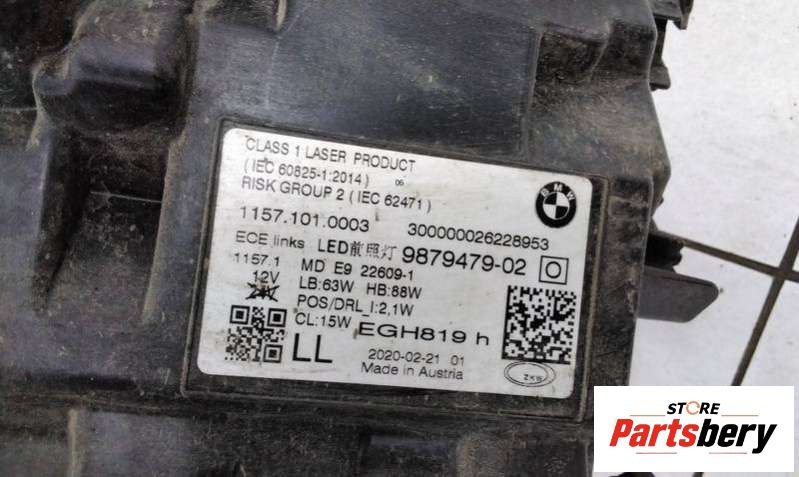 CLASS 1 LASER PRODUCT
(IEC 60825-1:2014) 06
RISK GROUP 2 (IEC 62471)
BMW
1157.101.0003 300000026228953
ECE links LED前照灯 9879479-02
1157.1 MD E9 22609-1
12V LB:63W HB:88W
24V POS/DRL_I:2,1W
CL:15W EGH819 h
LL 2020-02-21 01
Made in Austria
ZKW
STORE
Partsbery